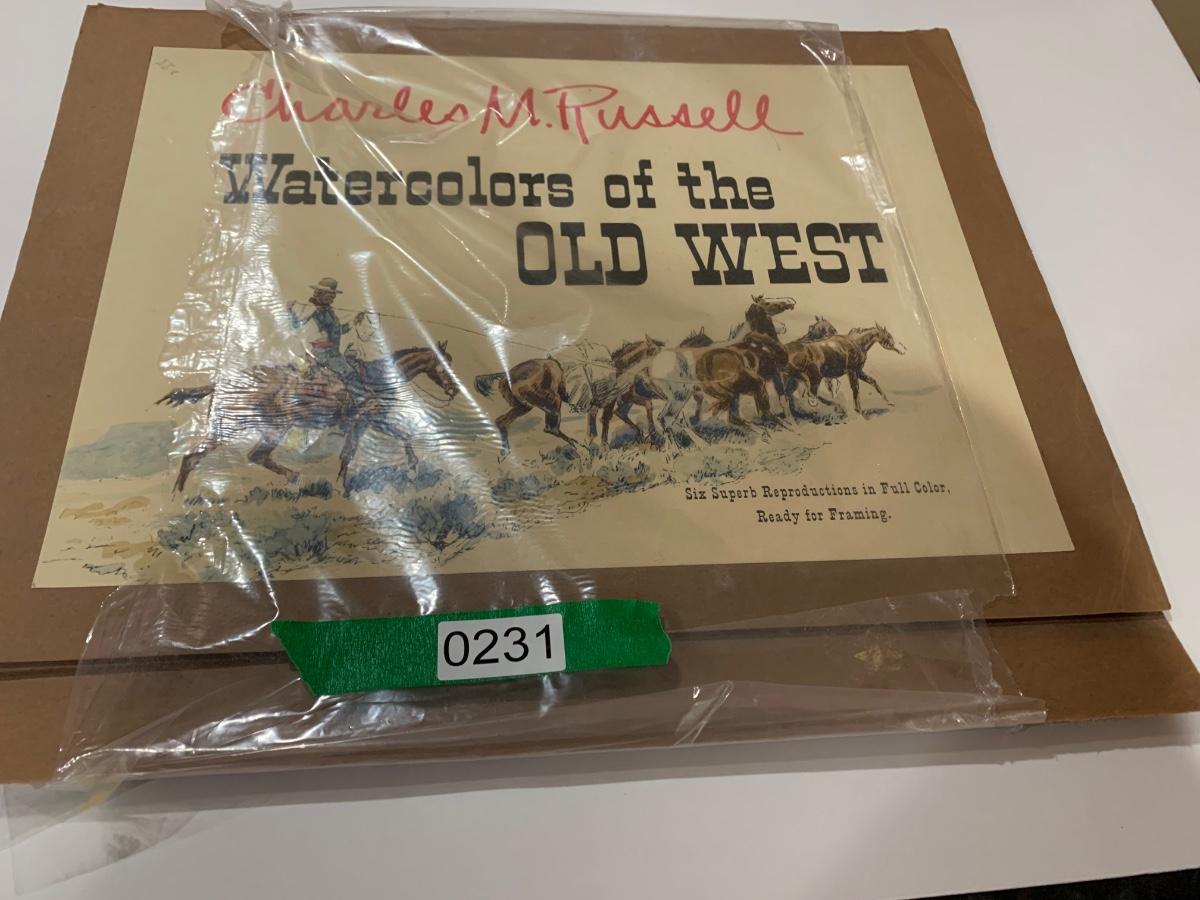 Charles M. Russell
Watercolors of the
OLD WEST
Six Superb Reproductions in Full Color,
Ready for Framing.
0231